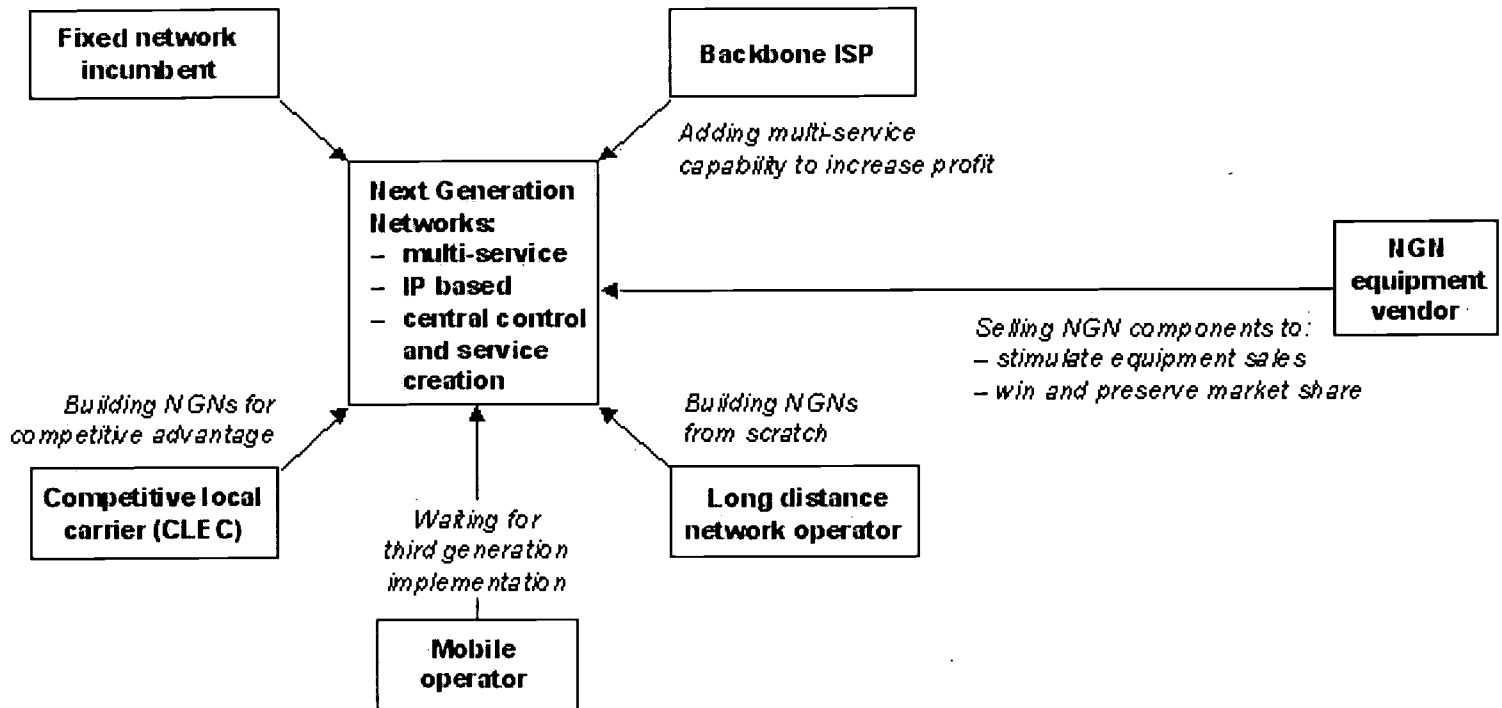 Fixed network
incumbent
Backbone ISP
Adding multi-service
capability to increase profit
Next Generation
Networks:
– multi-service
– IP based
– central control
and service
creation
NGN
equipment
vendor
Selling NGN components to:
– stimulate equipment sales
– win and preserve market share
Building NGNs for
competitive advantage
Building NGNs
from scratch
Competitive local
carrier (CLEC)
Waiting for
third generation
implementation
Long distance
network operator
Mobile
operator